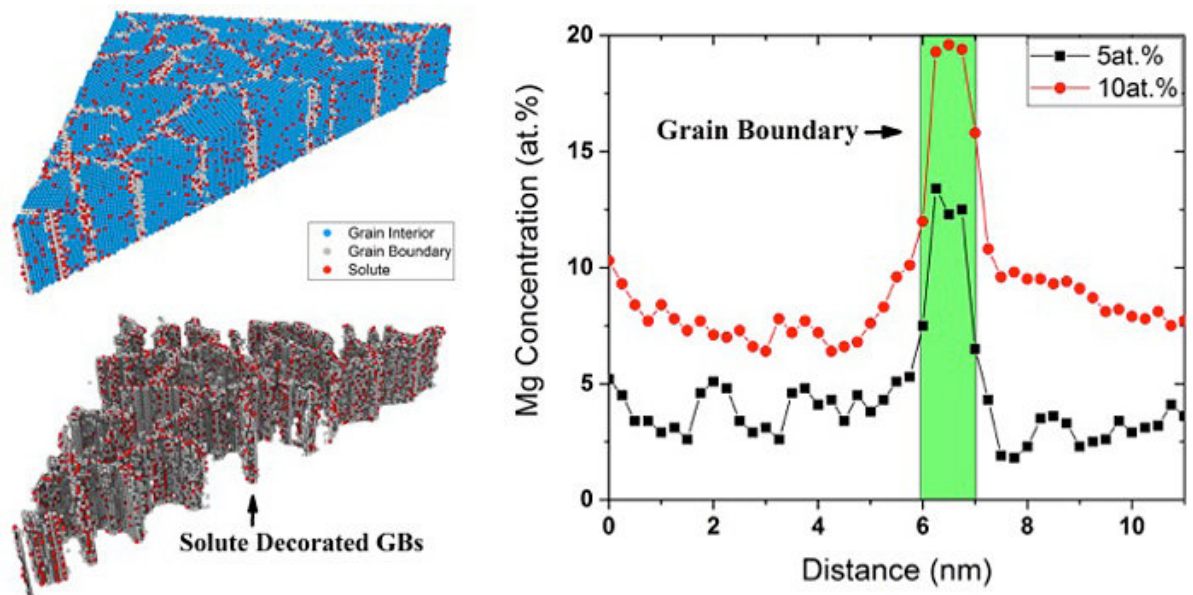 Grain Interior
Grain Boundary
Solute
Solute Decorated GBs
20
15
10
5
0
Mg Concentration (at.%)
5at.%
10at.%
Grain Boundary
0 2 4 6 8 10
Distance (nm)